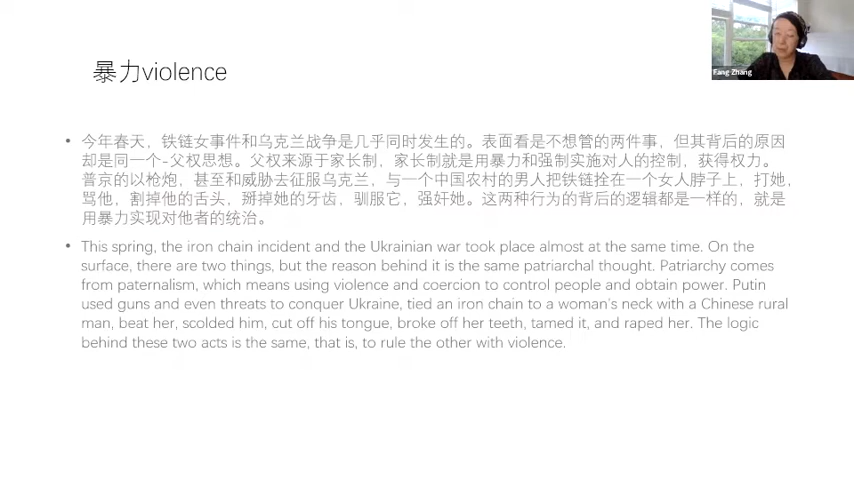 暴力violence
Fang Zhang
• 今年春天，铁链女事件和乌克兰战争是几乎同时发生的。表面看是不想管的两件事，但其背后的原因
却是同一个-父权思想。父权来源于家长制，家长制就是用暴力和强制实施对人的控制，获得权力。
普京的以枪炮，甚至和威胁去征服乌克兰，与一个中国农村的男人把铁链拴在一个女人脖子上，打她，
骂他，割掉他的舌头，掰掉她的牙齿，驯服它，强奸她。这两种行为的背后的逻辑都是一样的，就是
用暴力实现对他者的统治。
• This spring, the iron chain incident and the Ukrainian war took place almost at the same time. On the
surface, there are two things, but the reason behind it is the same patriarchal thought. Patriarchy comes
from paternalism, which means using violence and coercion to control people and obtain power. Putin
used guns and even threats to conquer Ukraine, tied an iron chain to a woman's neck with a Chinese rural
man, beat her, scolded him, cut off his tongue, broke off her teeth, tamed it, and raped her. The logic
behind these two acts is the same, that is, to rule the other with violence.